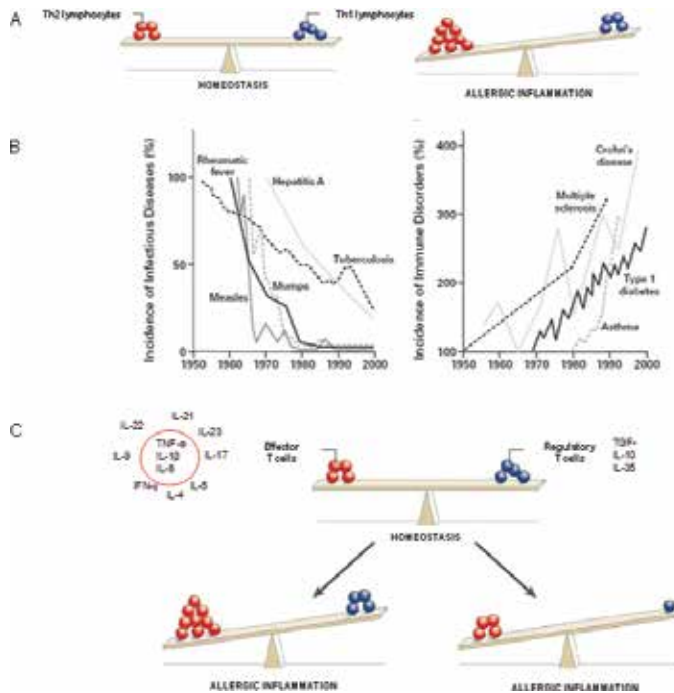 A
Th2 lymphocytes
Th1 lymphocytes
HOMEOSTASIS
ALLERGIC INFLAMMATION
B
Incidence of Infectious Diseases (%)
100
50
0
1950 1960 1970 1980 1990 2000
Rheumatic
fever
Hepatitis A
Tuberculosis
Mumps
Measles
Incidence of Immune Disorders (%)
400
300
200
100
1950 1960 1970 1980 1990 2000
Crohn's
disease
Multiple
sclerosis
Type 1
diabetes
Asthma
C
IL-21
IL-22
IL-23
TNF-α
IL-9
IL-10
IL-17
IL-6
IFN-γ
IL-5
IL-4
Effector
T cells
Regulatory
T cells
TGF-
IL-10
IL-35
HOMEOSTASIS
ALLERGIC INFLAMMATION
ALLERGIC INFLAMMATION